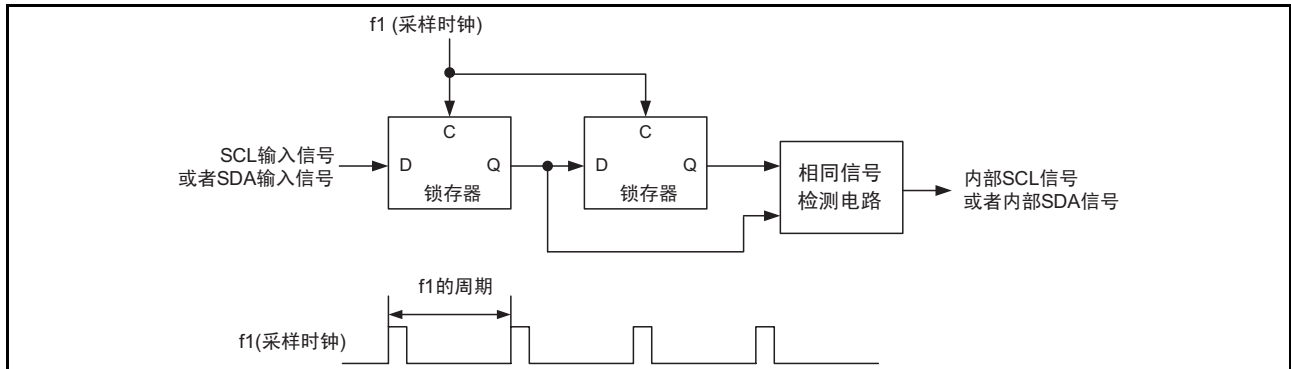 f1 (采样时钟)
C
C
SCL输入信号
或者SDA输入信号
D
Q
D
Q
锁存器
锁存器
相同信号
检测电路
内部SCL信号
或者内部SDA信号
f1的周期
f1(采样时钟)